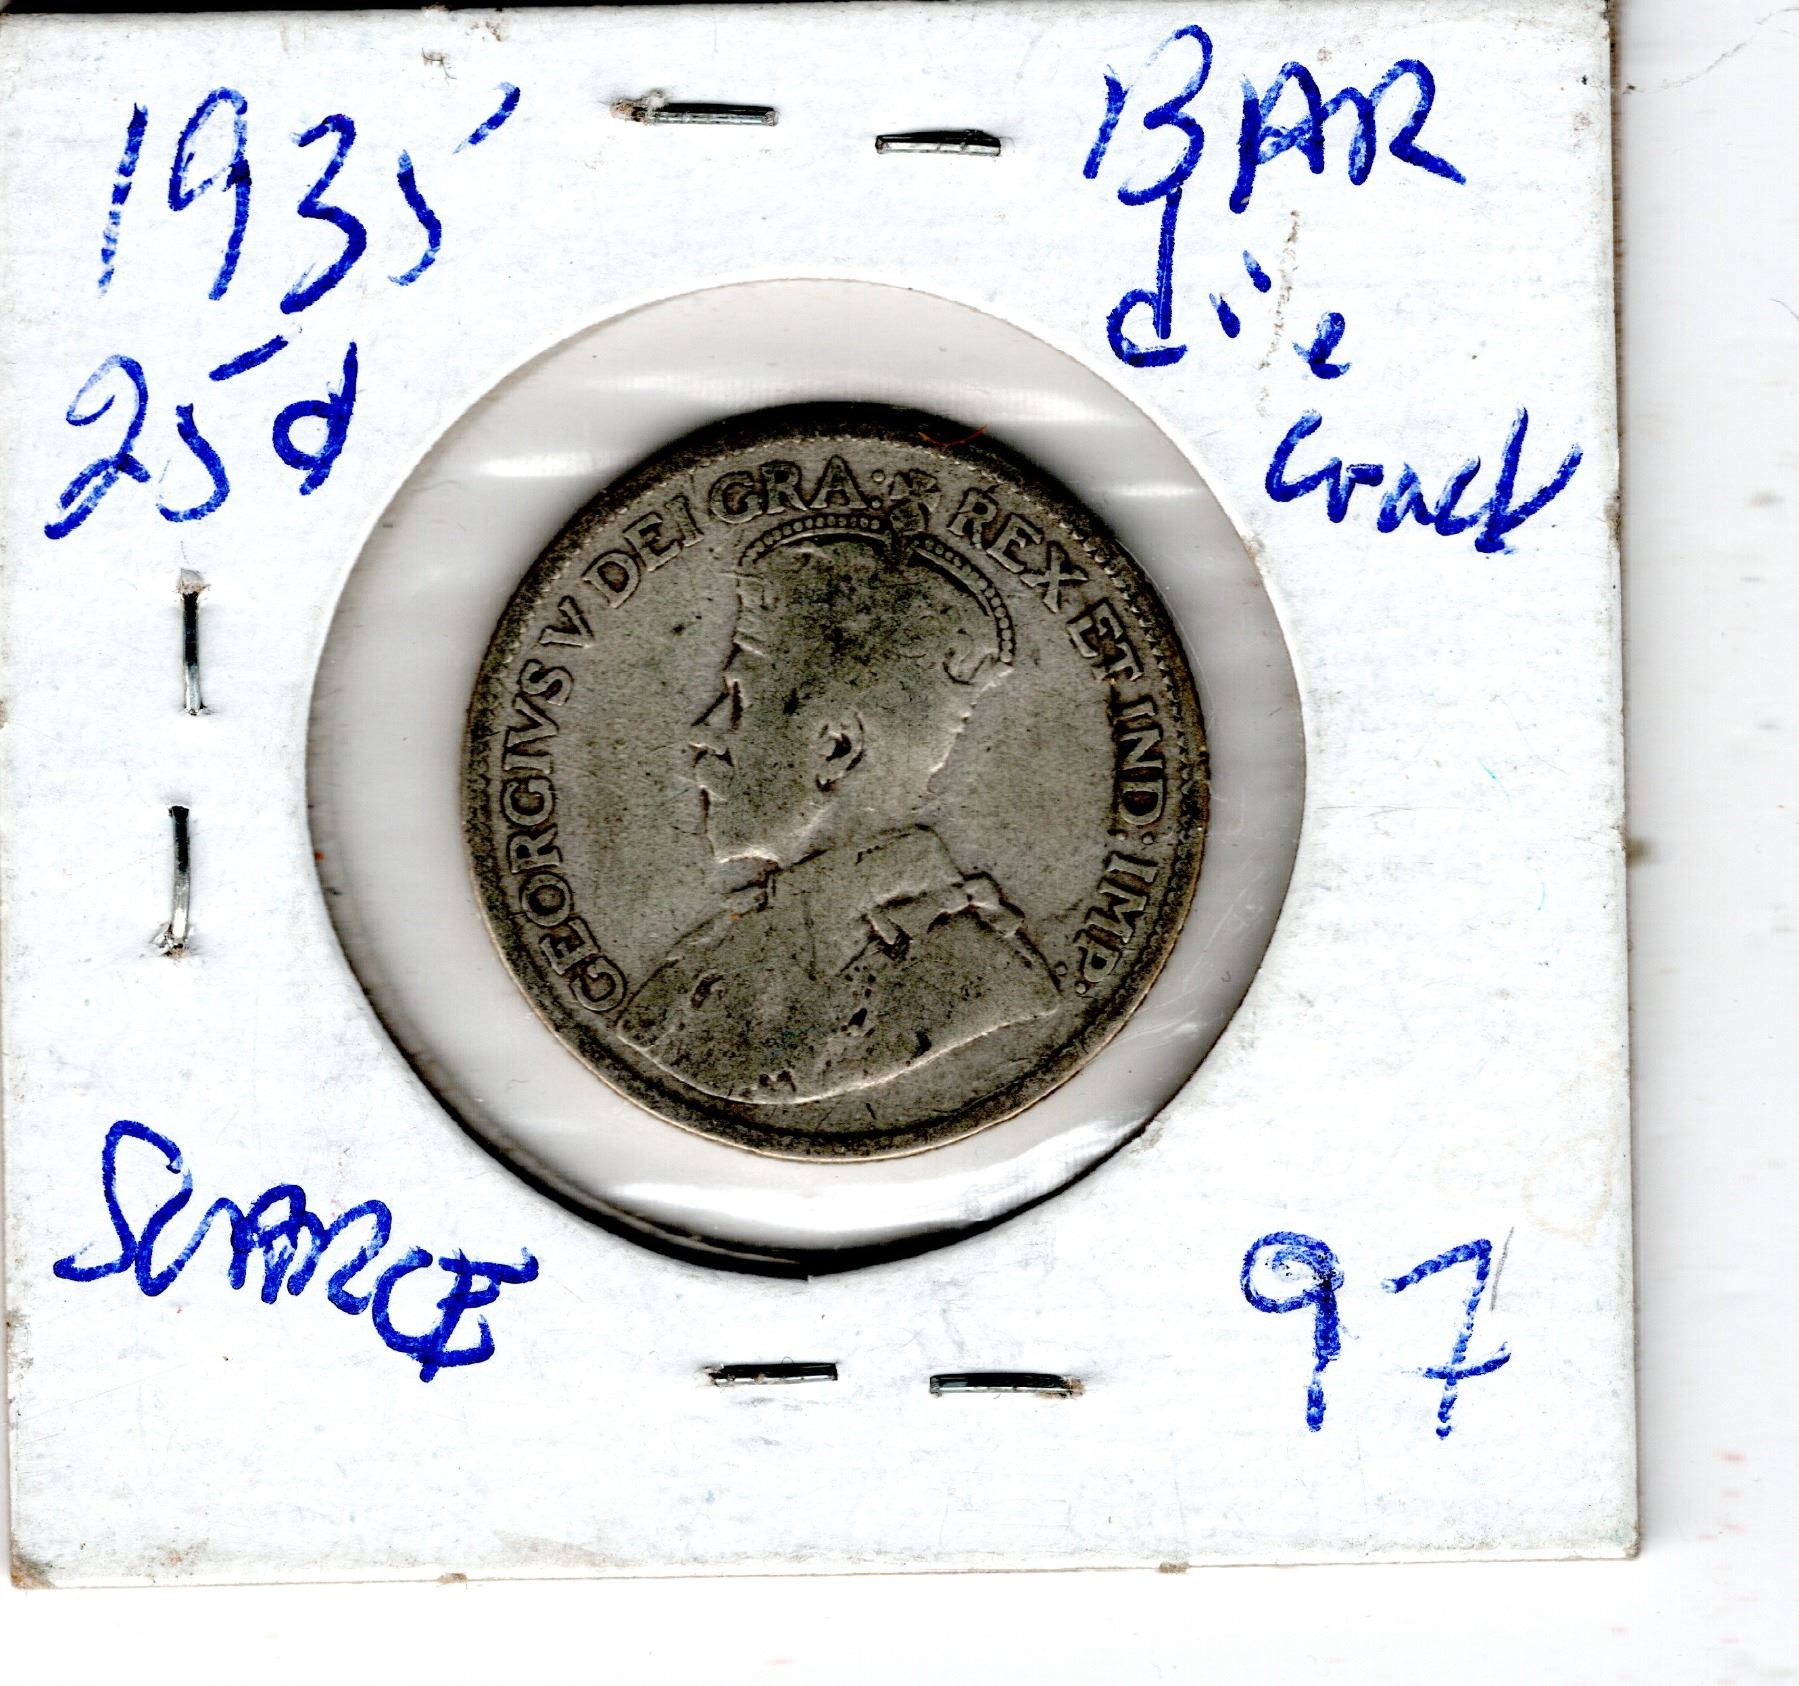 1935
25¢
BAR
die
crack
GEORGIVS V DEI GRA: REX ET IND: IMP.
SCARCE
97